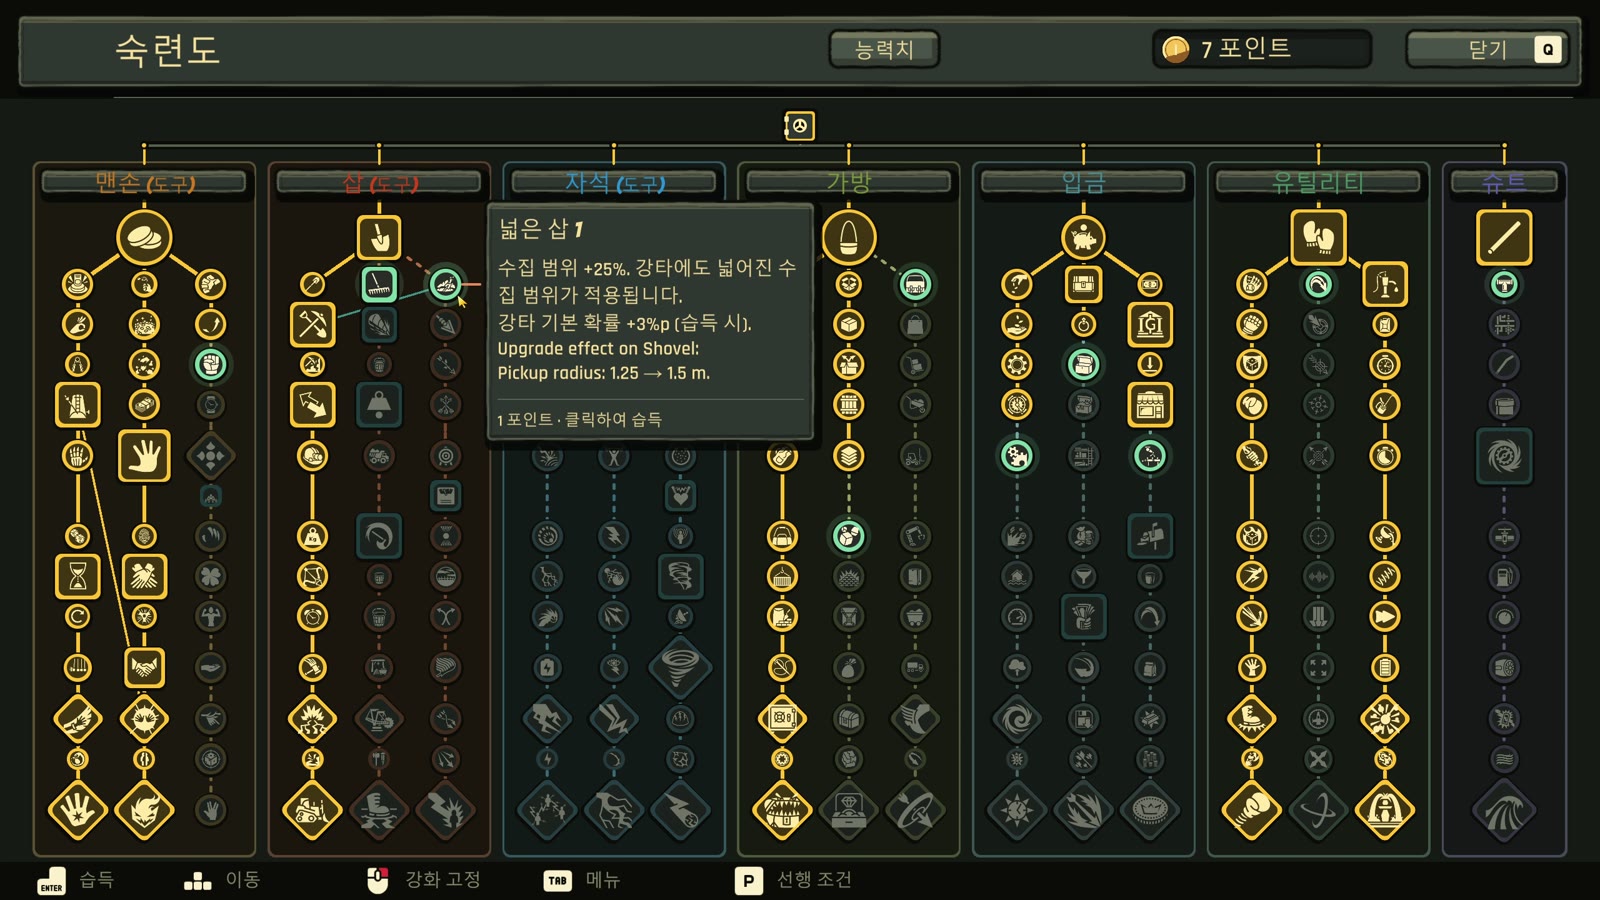 숙련도
능력치
7 포인트
닫기 Q
맨손 (도구)
삽 (도구)
자석 (도구)
가방
입금
유틸리티
슈트
넓은 삽 1
수집 범위 +25%. 강타에도 넓어진 수
집 범위가 적용됩니다.
강타 기본 확률 +3%p (습득 시).
Upgrade effect on Shovel:
Pickup radius: 1.25 → 1.5 m.
1 포인트 · 클릭하여 습득
ENTER 습득
이동
강화 고정
TAB 메뉴
P 선행 조건